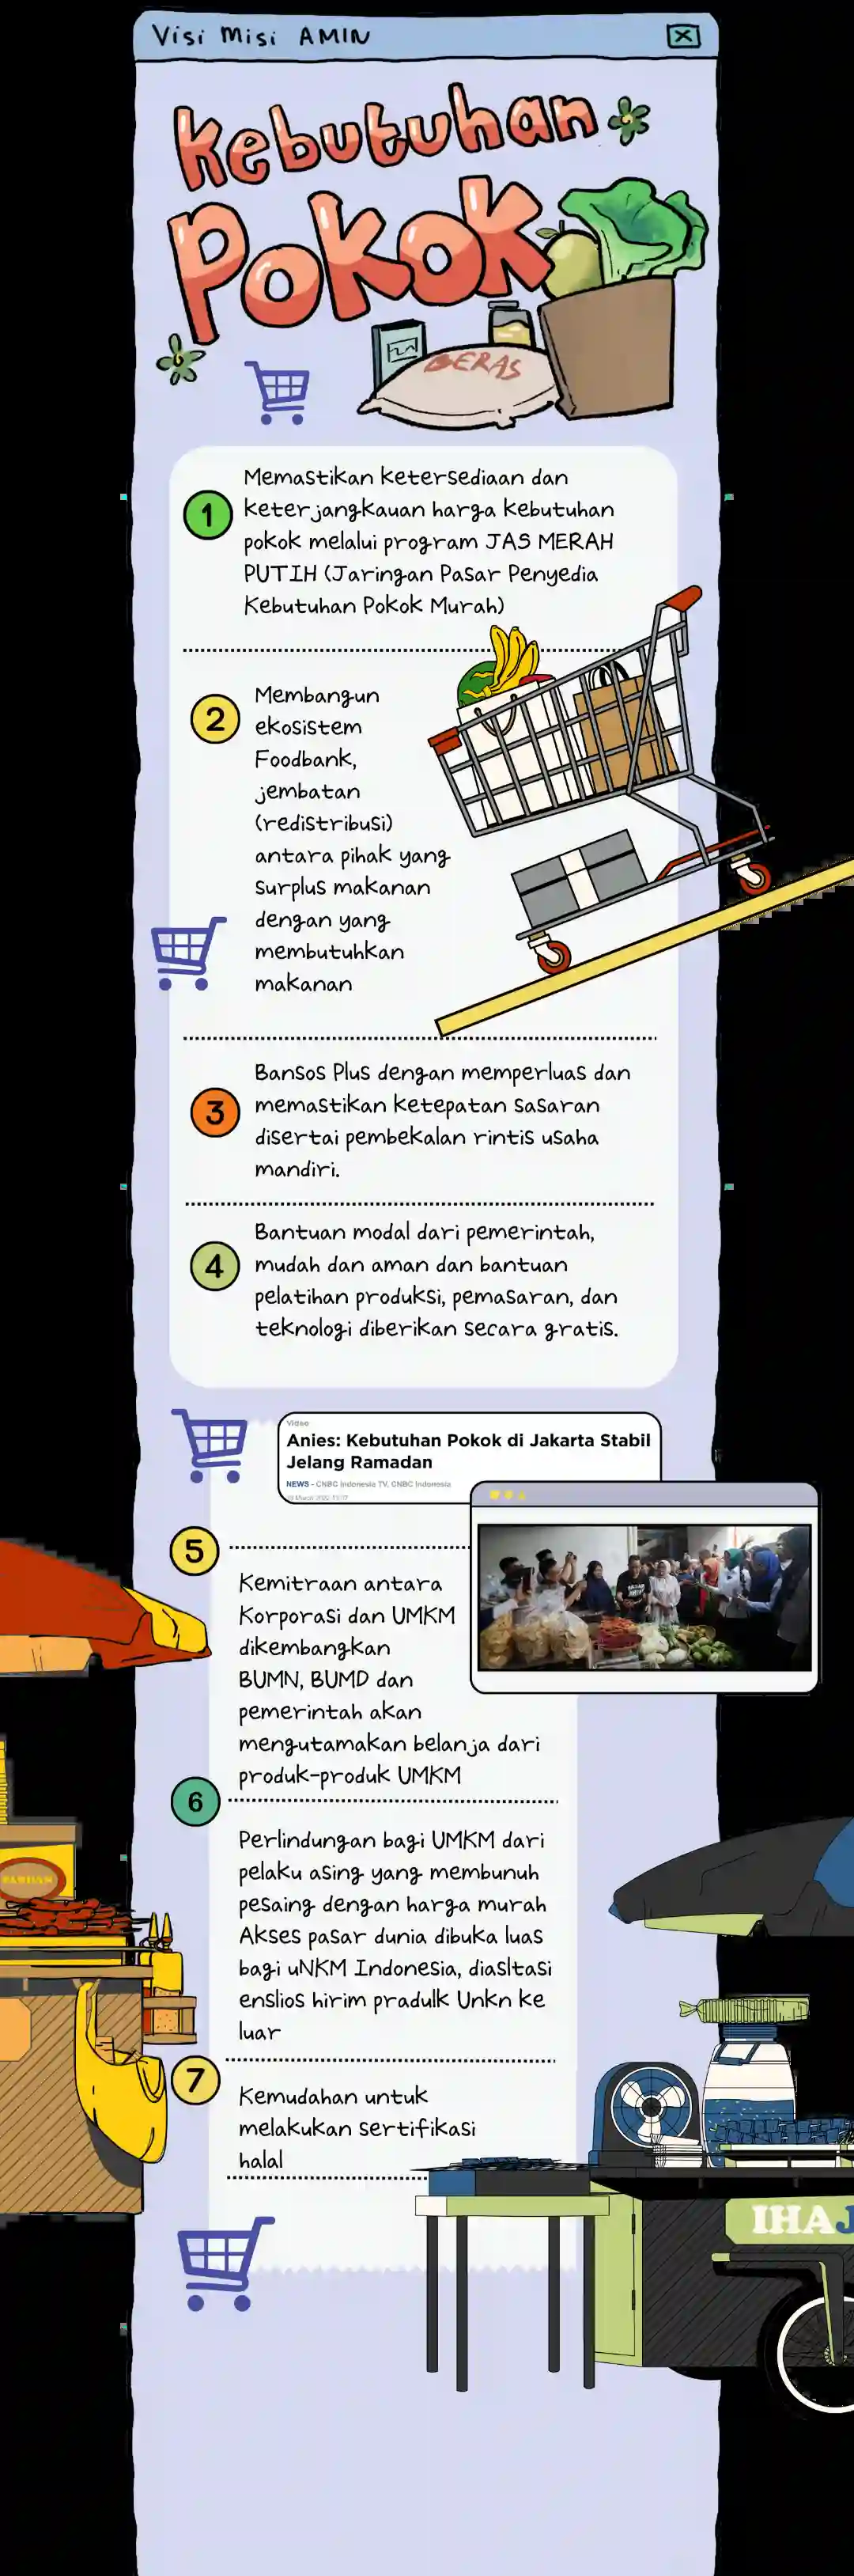 Visi Misi AMIN
Kebutuhan
Pokok
BERAS
1
Memastikan ketersediaan dan
keterjangkauan harga kebutuhan
pokok melalui program JAS MERAH
PUTIH (Jaringan Pasar Penyedia
Kebutuhan Pokok Murah)
2
Membangun
ekosistem
Foodbank,
jembatan
(redistribusi)
antara pihak yang
surplus makanan
dengan yang
membutuhkan
makanan
3
Bansos Plus dengan memperluas dan
memastikan ketepatan sasaran
disertai pembekalan rintis usaha
mandiri.
4
Bantuan modal dari pemerintah,
mudah dan aman dan bantuan
pelatihan produksi, pemasaran, dan
teknologi diberikan secara gratis.
Video
Anies: Kebutuhan Pokok di Jakarta Stabil
Jelang Ramadan
NEWS - CNBC Indonesia TV, CNBC Indonesia
5
Kemitraan antara
Korporasi dan UMKM
dikembangkan
BUMN, BUMD dan
pemerintah akan
mengutamakan belanja dari
produk-produk UMKM
6
Perlindungan bagi UMKM dari
pelaku asing yang membunuh
pesaing dengan harga murah
Akses pasar dunia dibuka luas
bagi uNKM Indonesia, diasltasi
enslios hirim pradulk Unkn ke
luar
7
Kemudahan untuk
melakukan sertifikasi
halal
IHAJ